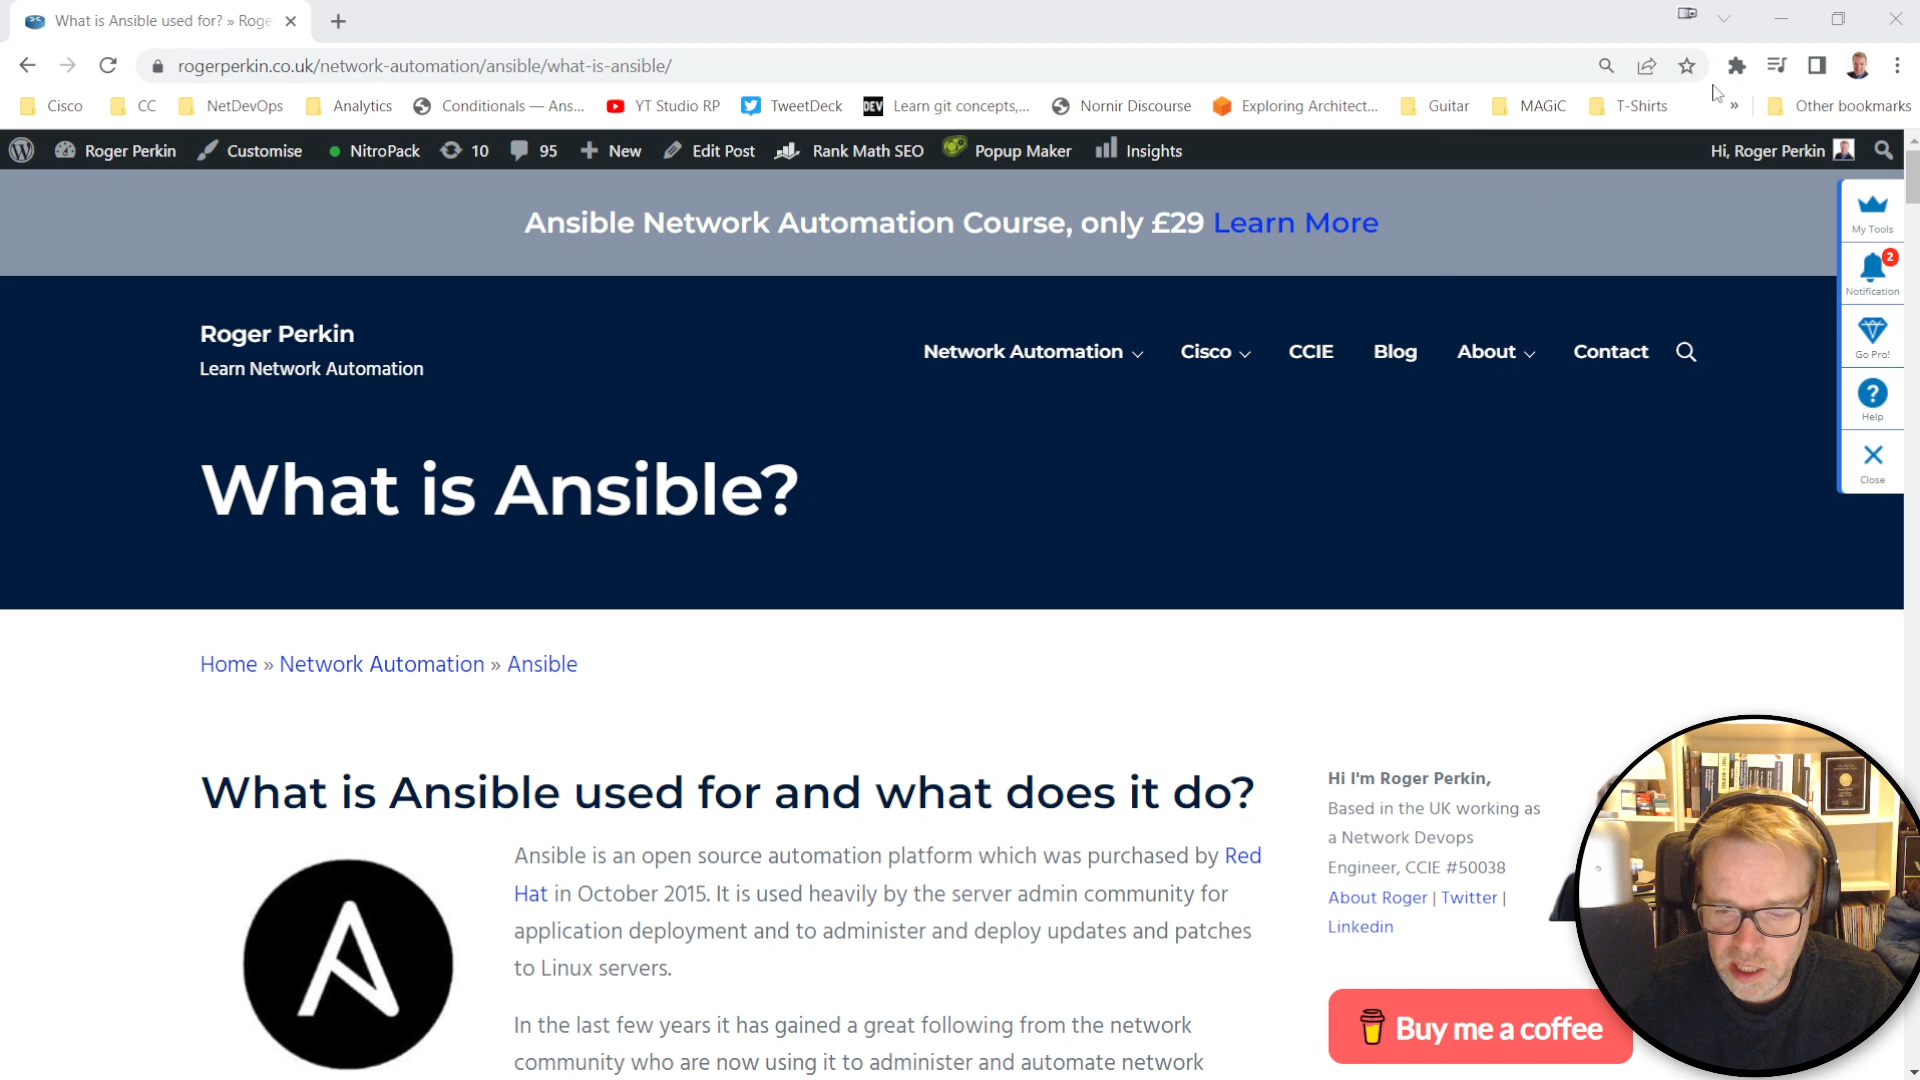 What is Ansible used for? » Roge
rogerperkin.co.uk/network-automation/ansible/what-is-ansible/
Cisco CC NetDevOps Analytics Conditionals — Ans... YT Studio RP TweetDeck DEV Learn git concepts,... Nornir Discourse Exploring Architect... Guitar MAGiC T-Shirts » Other bookmarks
Roger Perkin Customise NitroPack 10 95 New Edit Post Rank Math SEO Popup Maker Insights Hi, Roger Perkin
Ansible Network Automation Course, only £29 Learn More
My Tools
2
Notification
Go Pro!
Help
Close
Roger Perkin
Learn Network Automation
Network Automation Cisco CCIE Blog About Contact
What is Ansible?
Home » Network Automation » Ansible
What is Ansible used for and what does it do?
Ansible is an open source automation platform which was purchased by Red
Hat in October 2015. It is used heavily by the server admin community for
application deployment and to administer and deploy updates and patches
to Linux servers.
In the last few years it has gained a great following from the network
community who are now using it to administer and automate network
Hi I'm Roger Perkin,
Based in the UK working as
a Network Devops
Engineer, CCIE #50038
About Roger | Twitter |
Linkedin
Buy me a coffee